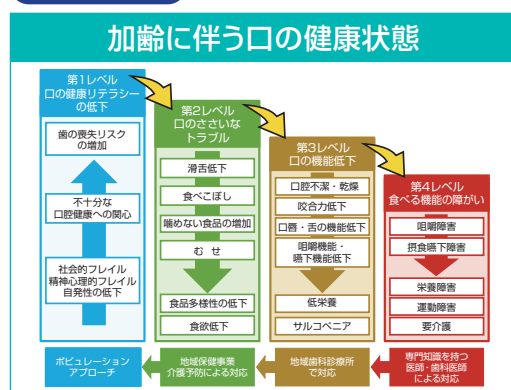 加齢に伴う口の健康状態
第1レベル
口の健康リテラシー
の低下
歯の喪失リスク
の増加
不十分な
口腔健康への関心
社会的フレイル
精神心理的フレイル
自発性の低下
ポピュレーション
アプローチ
第2レベル
口のささいな
トラブル
滑舌低下
食べこぼし
噛めない食品の増加
むせ
食品多様性の低下
食欲低下
地域保健事業
介護予防による対応
第3レベル
口の機能低下
口腔不潔・乾燥
咬合力低下
口唇・舌の機能低下
咀嚼機能・
嚥下機能低下
低栄養
サルコペニア
地域歯科診療所
で対応
第4レベル
食べる機能の障がい
咀嚼障害
摂食嚥下障害
栄養障害
運動障害
要介護
専門知識を持つ
医師・歯科医師
による対応